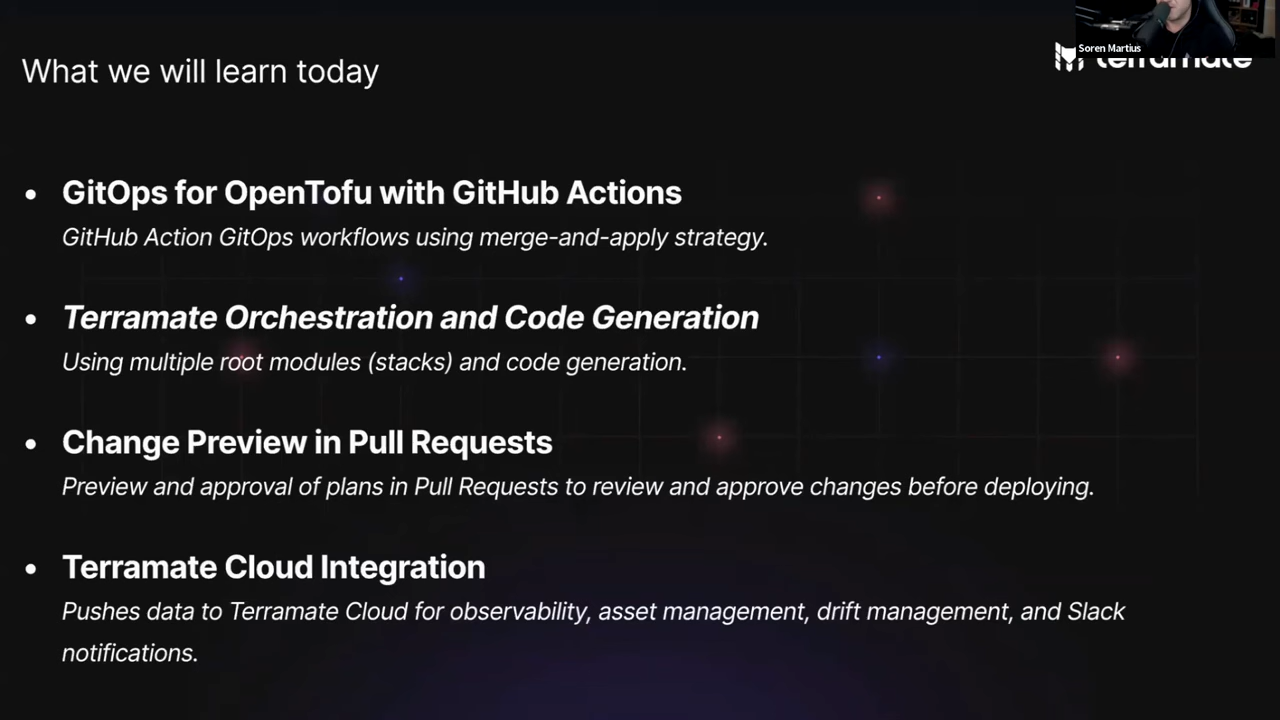 Soren Martius
terramate
What we will learn today
• GitOps for OpenTofu with GitHub Actions
GitHub Action GitOps workflows using merge-and-apply strategy.
• Terramate Orchestration and Code Generation
Using multiple root modules (stacks) and code generation.
• Change Preview in Pull Requests
Preview and approval of plans in Pull Requests to review and approve changes before deploying.
• Terramate Cloud Integration
Pushes data to Terramate Cloud for observability, asset management, drift management, and Slack
notifications.